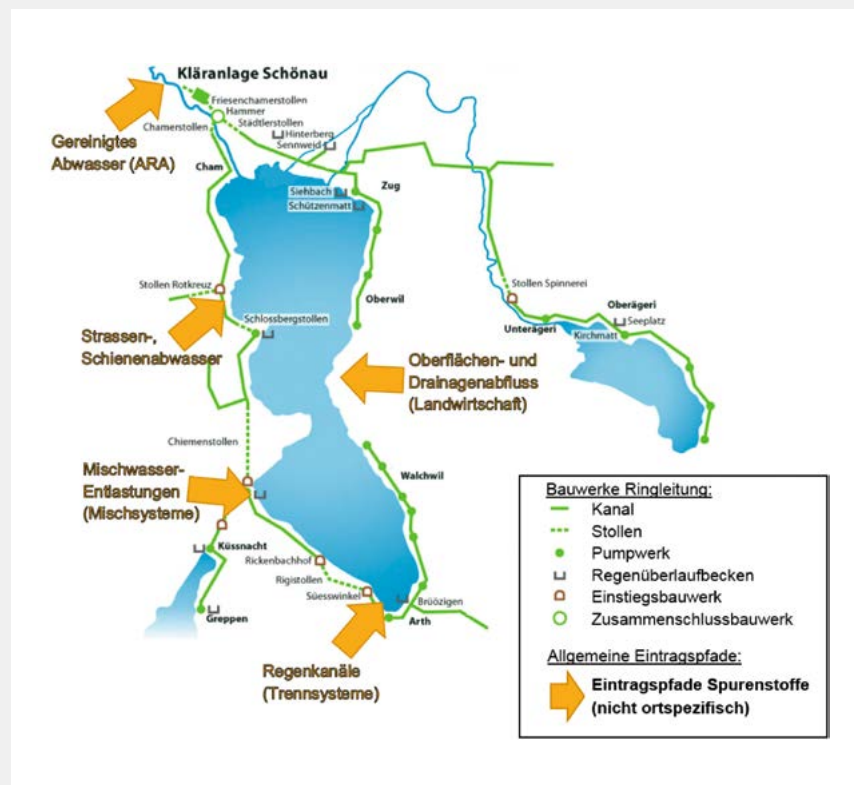 Kläranlage Schönau
Friesenchamerstollen
Hammer
Städtlerstollen
Chamerstollen
Hinterberg
Sennweid
Gereinigtes
Abwasser (ARA)
Cham
Siehbach
Zug
Schützenmatt
Stollen Rotkreuz
Stollen Spinnerei
Oberwil
Oberägeri
Seeplatz
Unterägeri
Kirchmatt
Schlossbergstollen
Strassen-,
Schienenabwasser
Oberflächen- und
Drainagenabfluss
(Landwirtschaft)
Chiemenstollen
Mischwasser-
Entlastungen
(Mischsysteme)
Walchwil
Küssnacht
Rickenbachhof
Rigistollen
Süesswinkel
Brüözigen
Greppen
Arth
Regenkanäle
(Trennsysteme)
Bauwerke Ringleitung:
Kanal
Stollen
Pumpwerk
Regenüberlaufbecken
Einstiegsbauwerk
Zusammenschlussbauwerk
Allgemeine Eintragspfade:
Eintragspfade Spurenstoffe
(nicht ortspezifisch)